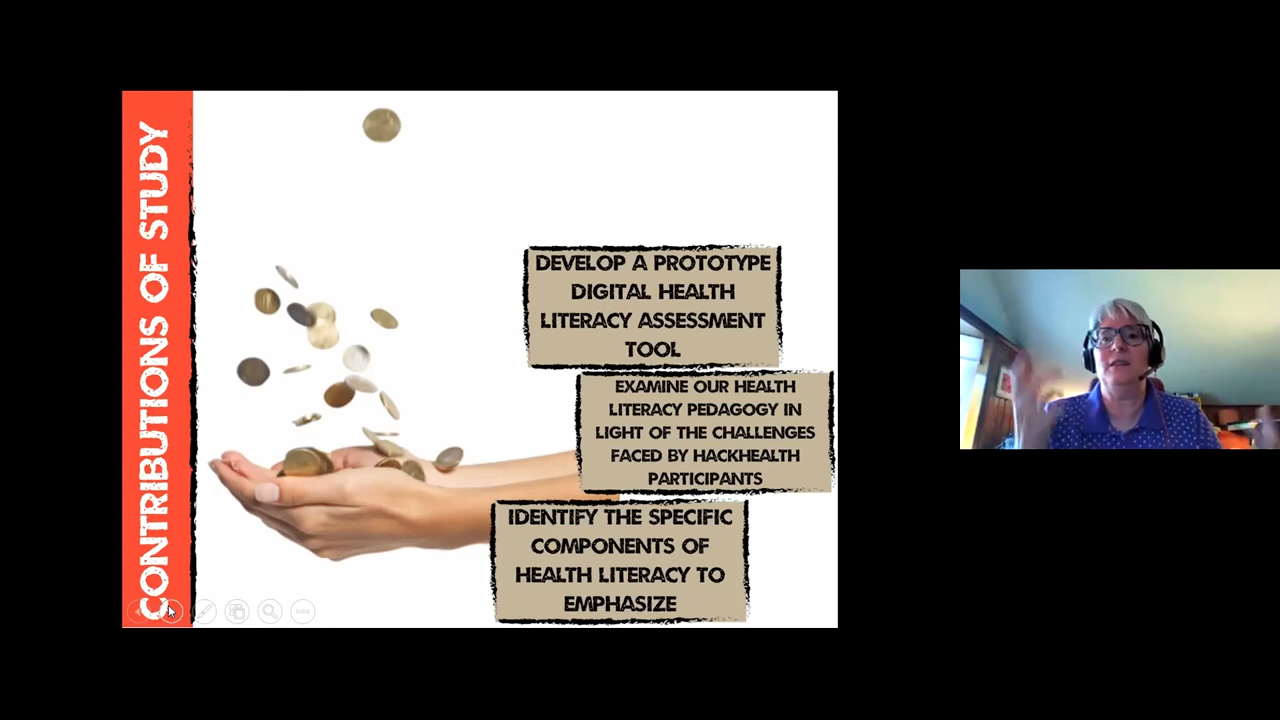 CONTRIBUTIONS OF STUDY
DEVELOP A PROTOTYPE
DIGITAL HEALTH
LITERACY ASSESSMENT
TOOL
EXAMINE OUR HEALTH
LITERACY PEDAGOGY IN
LIGHT OF THE CHALLENGES
FACED BY HACKHEALTH
PARTICIPANTS
IDENTIFY THE SPECIFIC
COMPONENTS OF
HEALTH LITERACY TO
EMPHASIZE